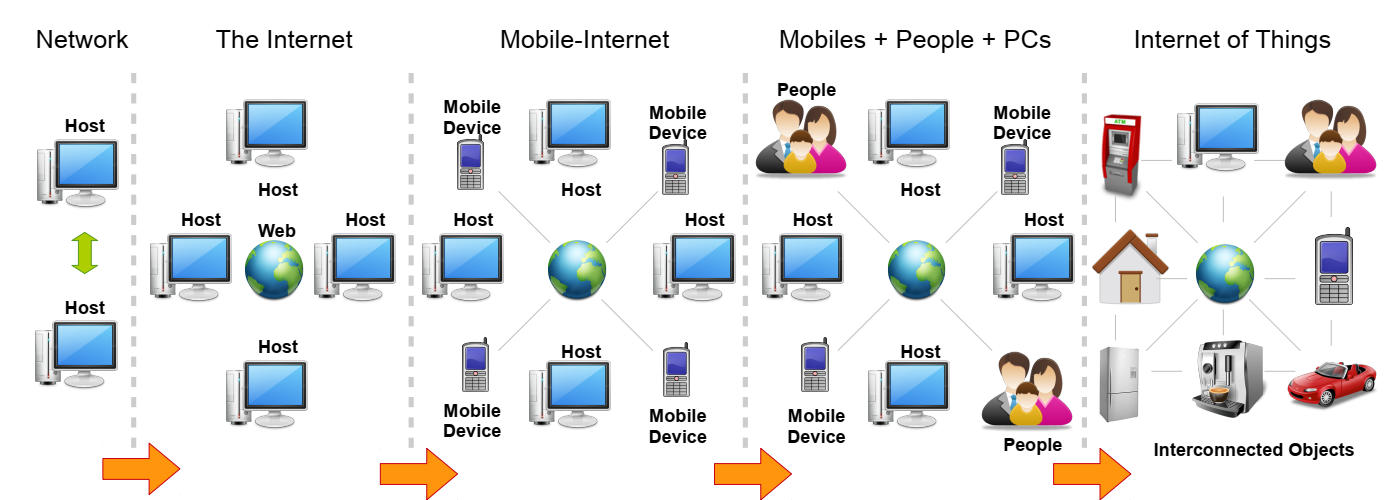 Network
The Internet
Mobile-Internet
Mobiles + People + PCs
Internet of Things
Host
Host
Host
Host
Web
Host
Host
Mobile
Device
Mobile
Device
Host
Host
Host
Host
Mobile
Device
Mobile
Device
People
Mobile
Device
Host
Host
Host
Host
Mobile
Device
People
ATM
Interconnected Objects